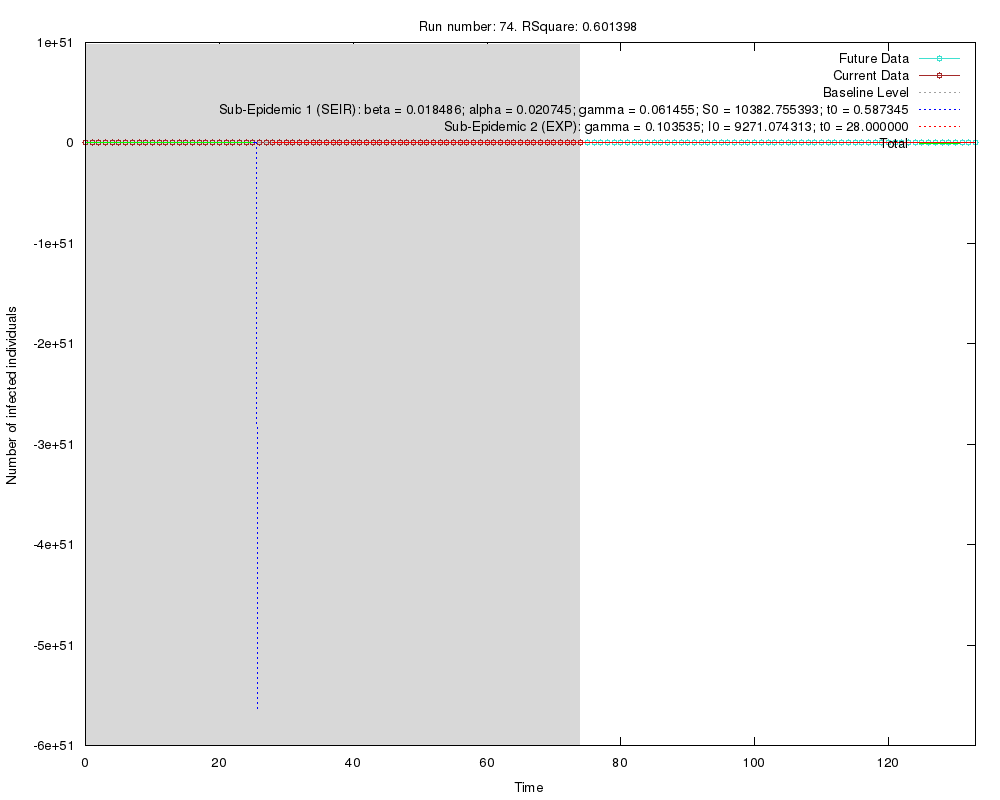 Run number: 74. RSquare: 0.601398
1e+51
0
-1e+51
-2e+51
-3e+51
-4e+51
-5e+51
-6e+51
Number of infected individuals
Future Data
Current Data
Baseline Level
Sub-Epidemic 1 (SEIR): beta = 0.018486; alpha = 0.020745; gamma = 0.061455; S0 = 10382.755393; t0 = 0.587345
Sub-Epidemic 2 (EXP): gamma = 0.103535; I0 = 9271.074313; t0 = 28.000000
Total
0 20 40 60 80 100 120
Time